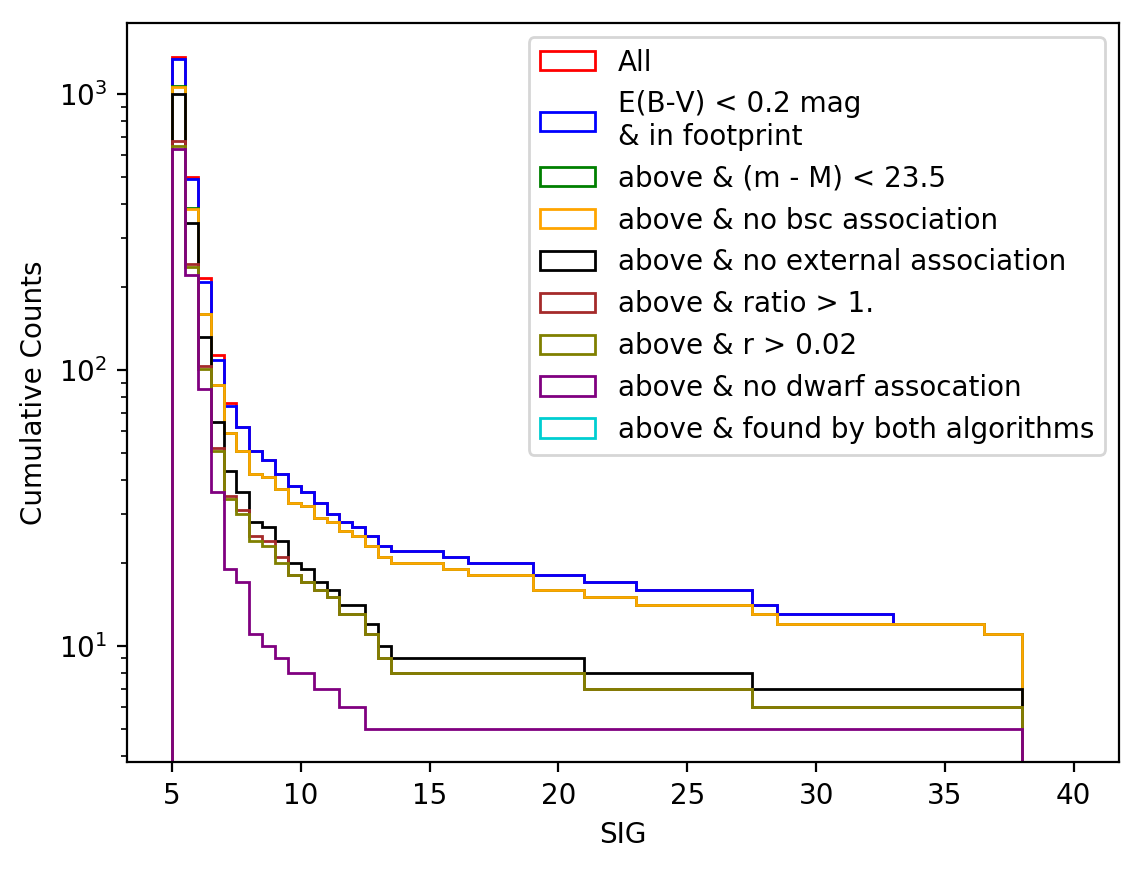 All
E(B-V) < 0.2 mag
& in footprint
above & (m - M) < 23.5
above & no bsc association
above & no external association
above & ratio > 1.
above & r > 0.02
above & no dwarf assocation
above & found by both algorithms
Cumulative Counts
10³
10²
10¹
5 10 15 20 25 30 35 40
SIG